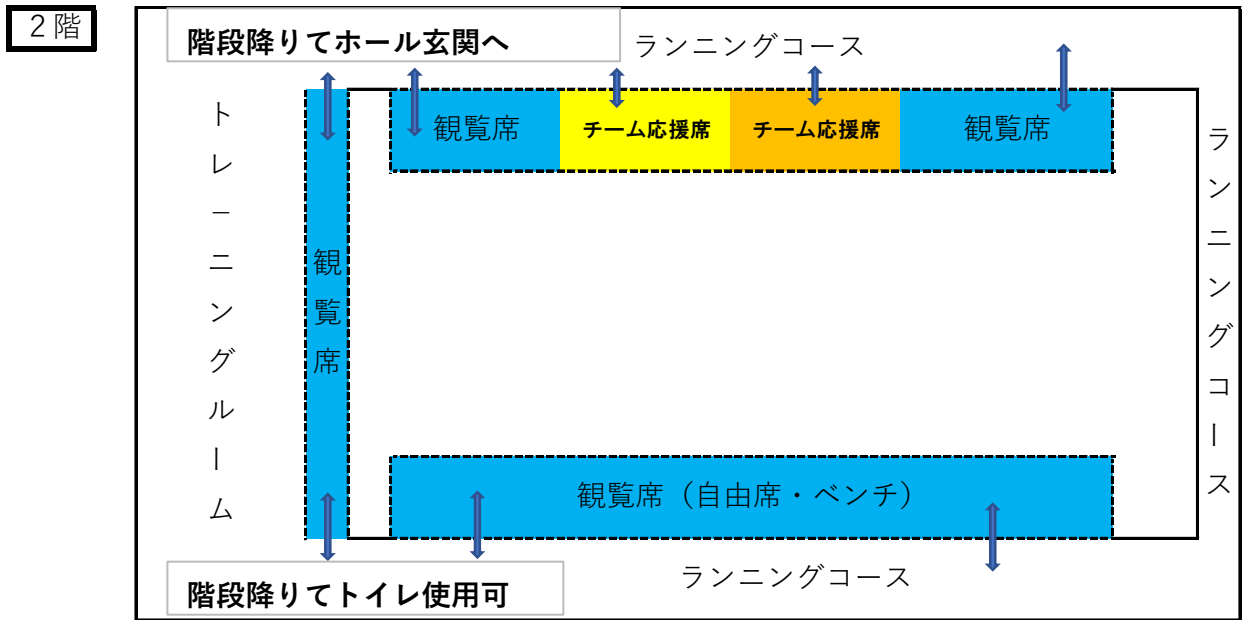 2階
階段降りてホール玄関へ
ランニングコース
観覧席
チーム応援席
チーム応援席
観覧席
トレーニングルーム
観覧席
ランニングコース
観覧席（自由席・ベンチ）
ランニングコース
階段降りてトイレ使用可